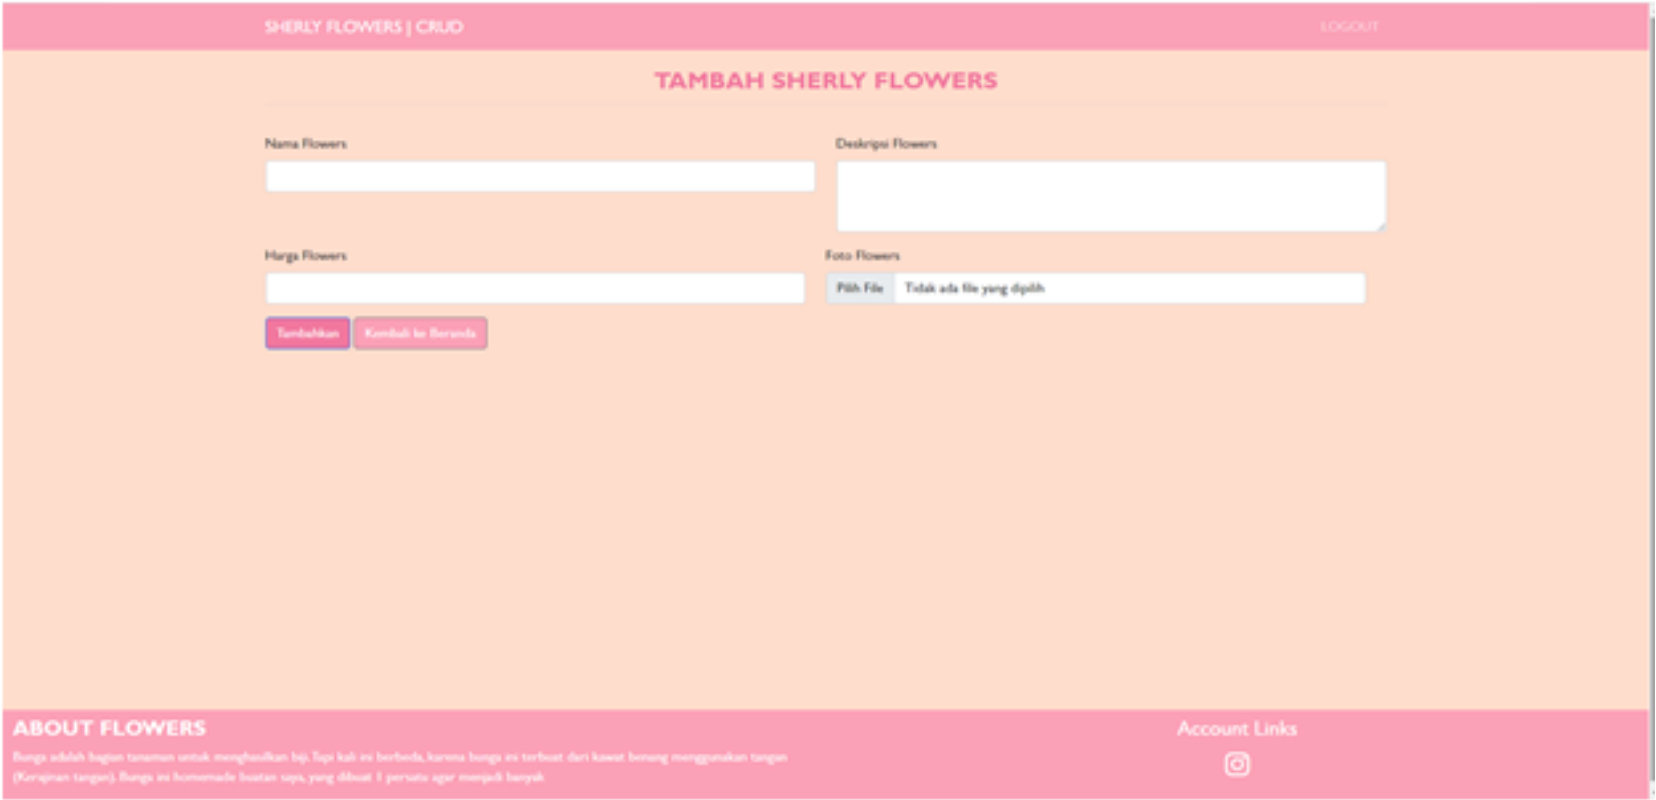 SHERLY FLOWERS | CRUD
LOGOUT
TAMBAH SHERLY FLOWERS
Nama Flowers
Deskripsi Flowers
Harga Flowers
Foto Flowers
Pilih File
Tidak ada file yang dipilih
Tambahkan
Kembali ke Beranda
ABOUT FLOWERS
Account Links
Bunga adalah bagian tanaman untuk menghasilkan biji. Tapi kali ini berbeda, karena bunga ini terbuat dari kawat benang menggunakan tangan
(Kerajinan tangan). Bunga ini homemade buatan saya, yang dibuat 1 persatu agar menjadi banyak